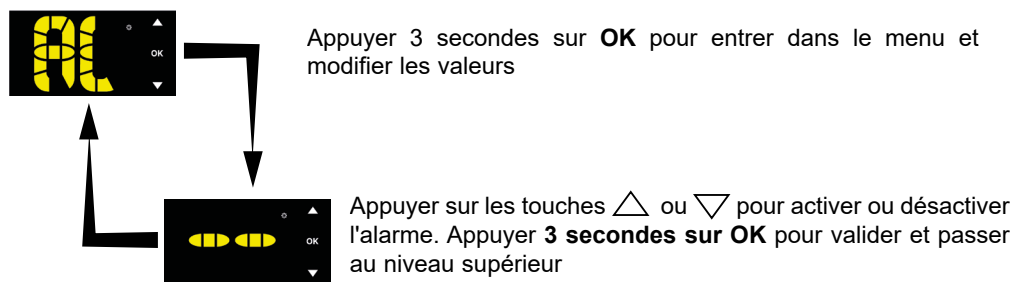 AL
OK
Appuyer 3 secondes sur OK pour entrer dans le menu et
modifier les valeurs
--
OK
Appuyer sur les touches △ ou ▽ pour activer ou désactiver
l'alarme. Appuyer 3 secondes sur OK pour valider et passer
au niveau supérieur